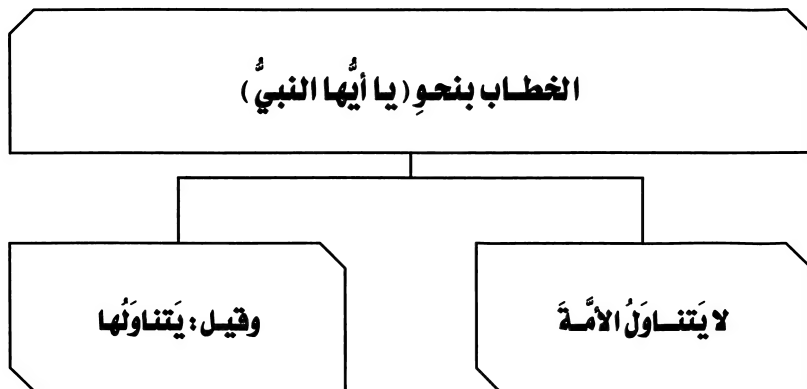 الخطاب بنحوِ (يا أيُّها النبيُّ)
لا يَتناوَلُ الأمَّةَ
وقيل: يَتناوَلُها